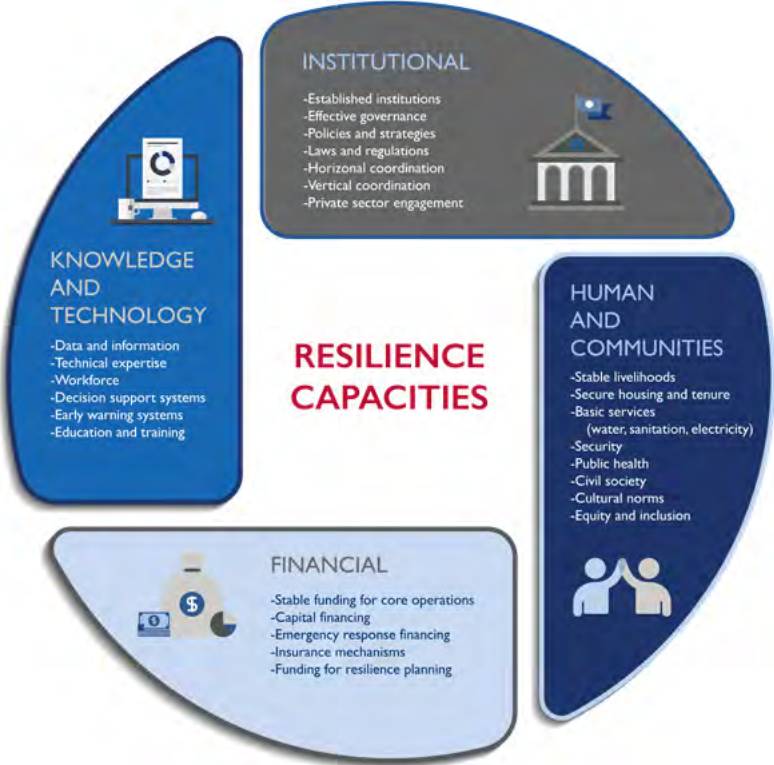 INSTITUTIONAL
-Established institutions
-Effective governance
-Policies and strategies
-Laws and regulations
-Horizonal coordination
-Vertical coordination
-Private sector engagement
KNOWLEDGE
AND
TECHNOLOGY
-Data and information
-Technical expertise
-Workforce
-Decision support systems
-Early warning systems
-Education and training
RESILIENCE
CAPACITIES
HUMAN
AND
COMMUNITIES
-Stable livelihoods
-Secure housing and tenure
-Basic services
(water, sanitation, electricity)
-Security
-Public health
-Civil society
-Cultural norms
-Equity and inclusion
FINANCIAL
-Stable funding for core operations
-Capital financing
-Emergency response financing
-Insurance mechanisms
-Funding for resilience planning
$